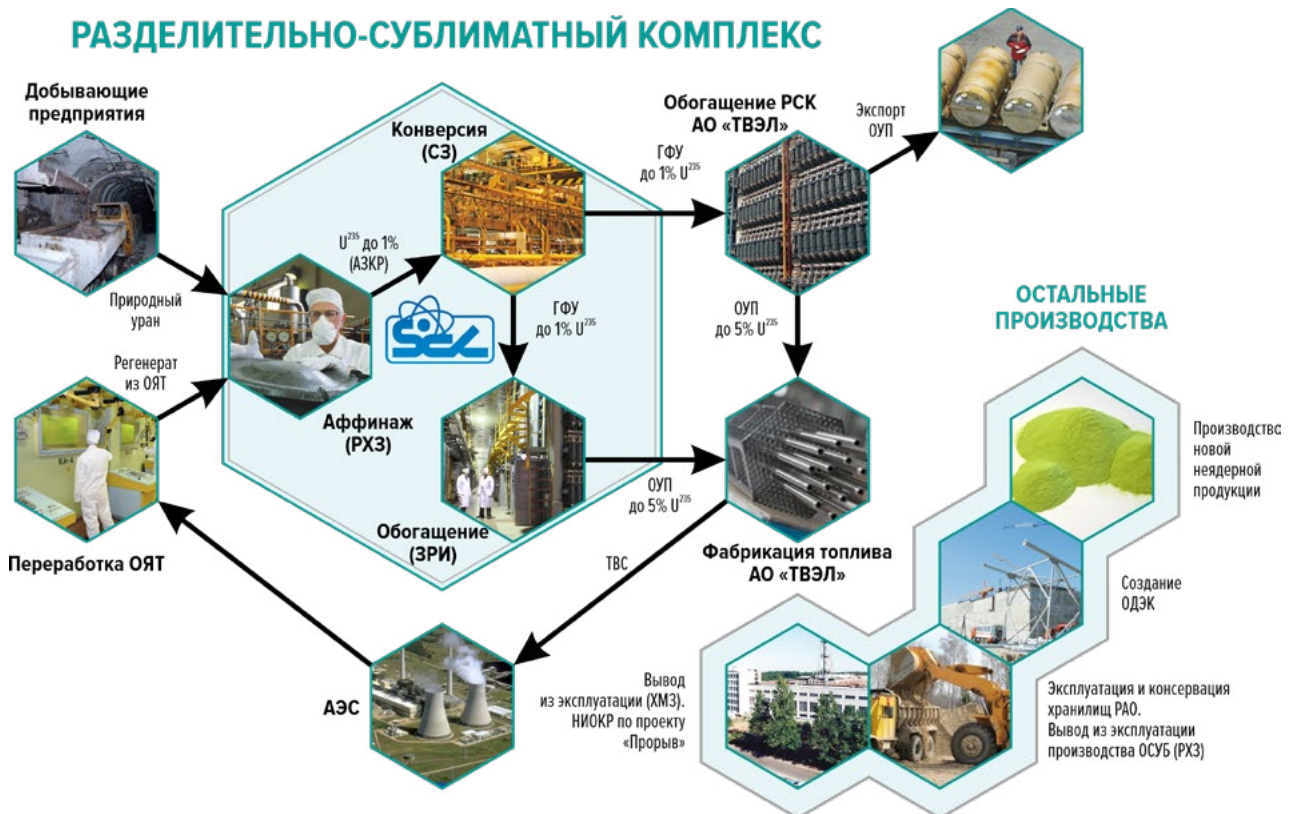 РАЗДЕЛИТЕЛЬНО-СУБЛИМАТНЫЙ КОМПЛЕКС
Добывающие
предприятия
Конверсия
(СЗ)
Обогащение РСК
АО «ТВЭЛ»
Экспорт
ОУП
ГФУ
до 1% U²³⁵
U²³⁵ до 1%
(АЗКР)
Природный
уран
SCL
ГФУ
до 1% U²³⁵
ОУП
до 5% U²³⁵
Регенерат
из ОЯТ
Аффинаж
(РХЗ)
Переработка ОЯТ
Обогащение
(ЗРИ)
ОУП
до 5% U²³⁵
Фабрикация топлива
АО «ТВЭЛ»
ТВС
АЭС
ОСТАЛЬНЫЕ
ПРОИЗВОДСТВА
Производство
новой
неядерной
продукции
Создание
ОДЭК
Вывод
из эксплуатации (ХМЗ).
НИОКР по проекту
«Прорыв»
Эксплуатация и консервация
хранилищ РАО.
Вывод из эксплуатации
производства ОСУБ (РХЗ)